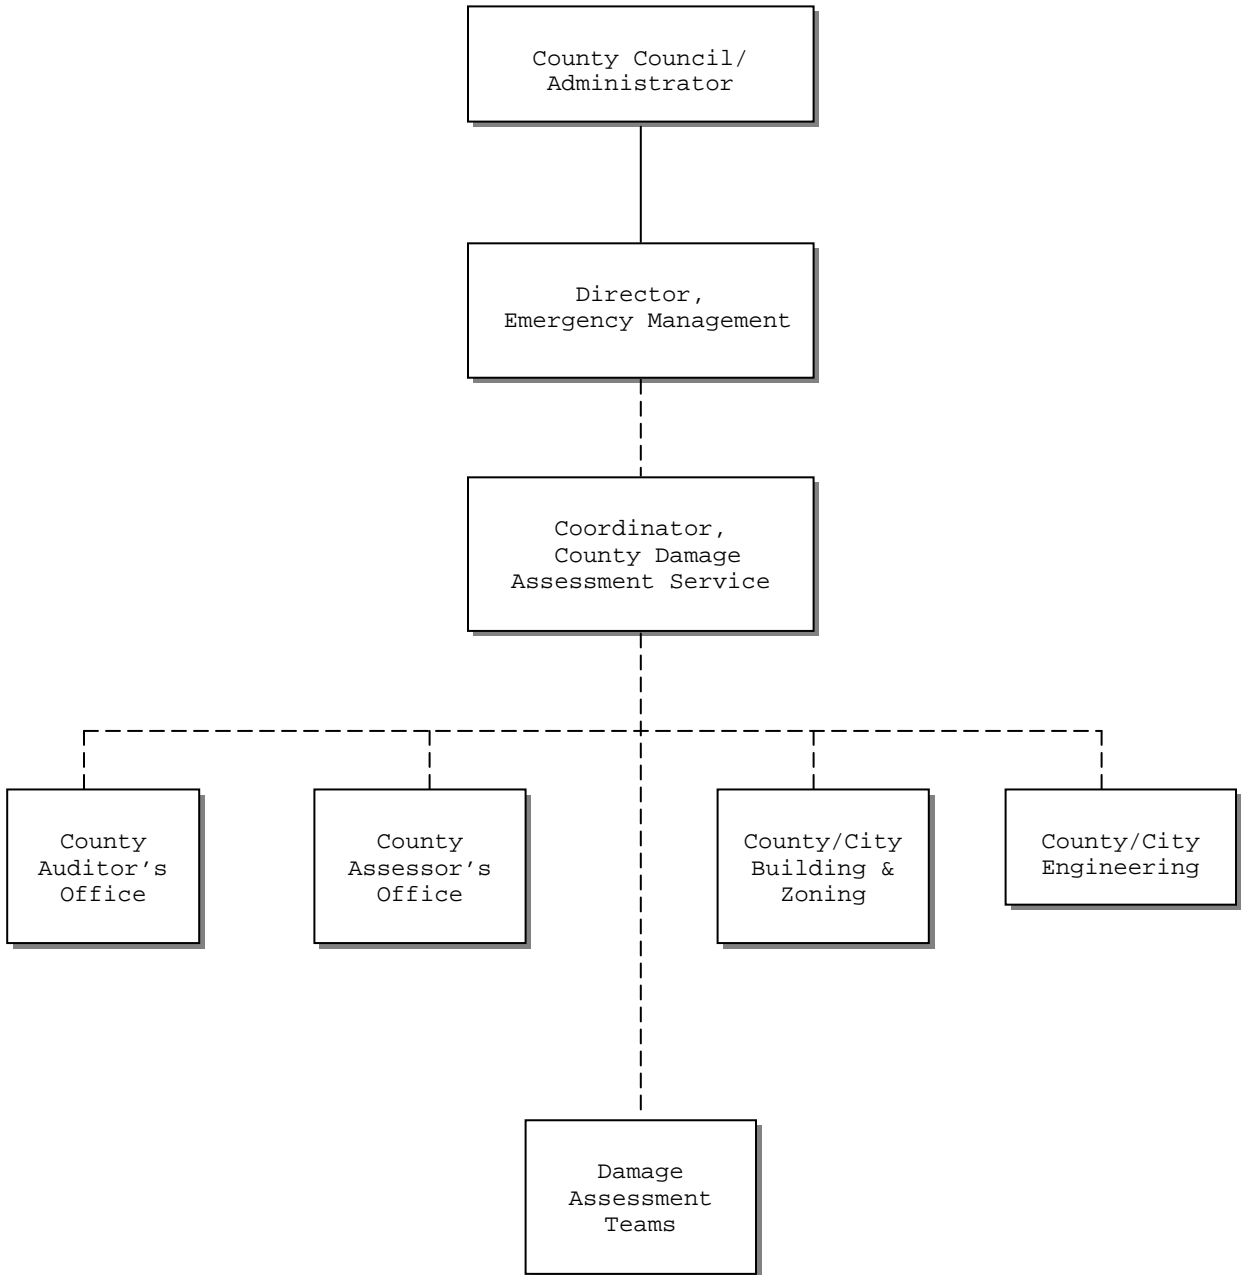 County Council/
Administrator
Director,
Emergency Management
Coordinator,
County Damage
Assessment Service
County
Auditor’s
Office
County
Assessor’s
Office
County/City
Building &
Zoning
County/City
Engineering
Damage
Assessment
Teams